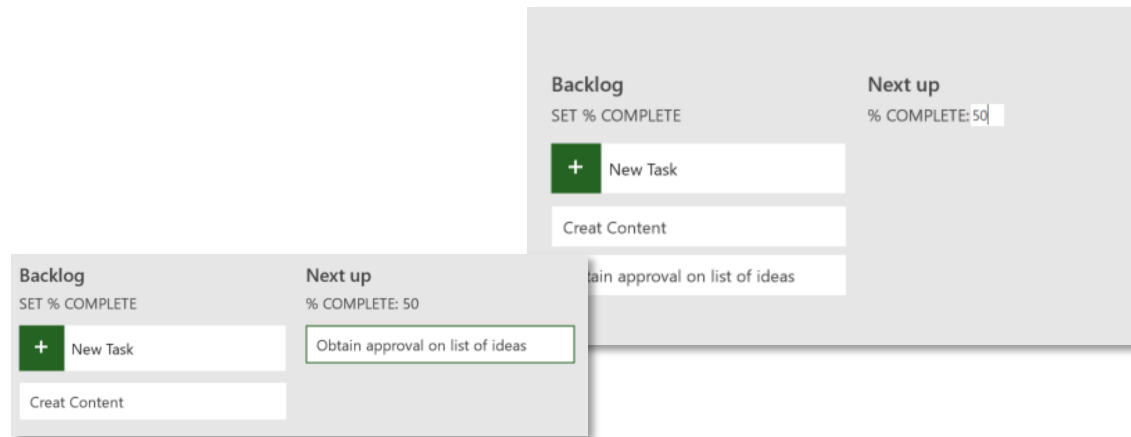 Backlog
SET % COMPLETE
+ New Task
Creat Content
tain approval on list of ideas
Next up
% COMPLETE: 50
Backlog
SET % COMPLETE
+ New Task
Creat Content
Next up
% COMPLETE: 50
Obtain approval on list of ideas